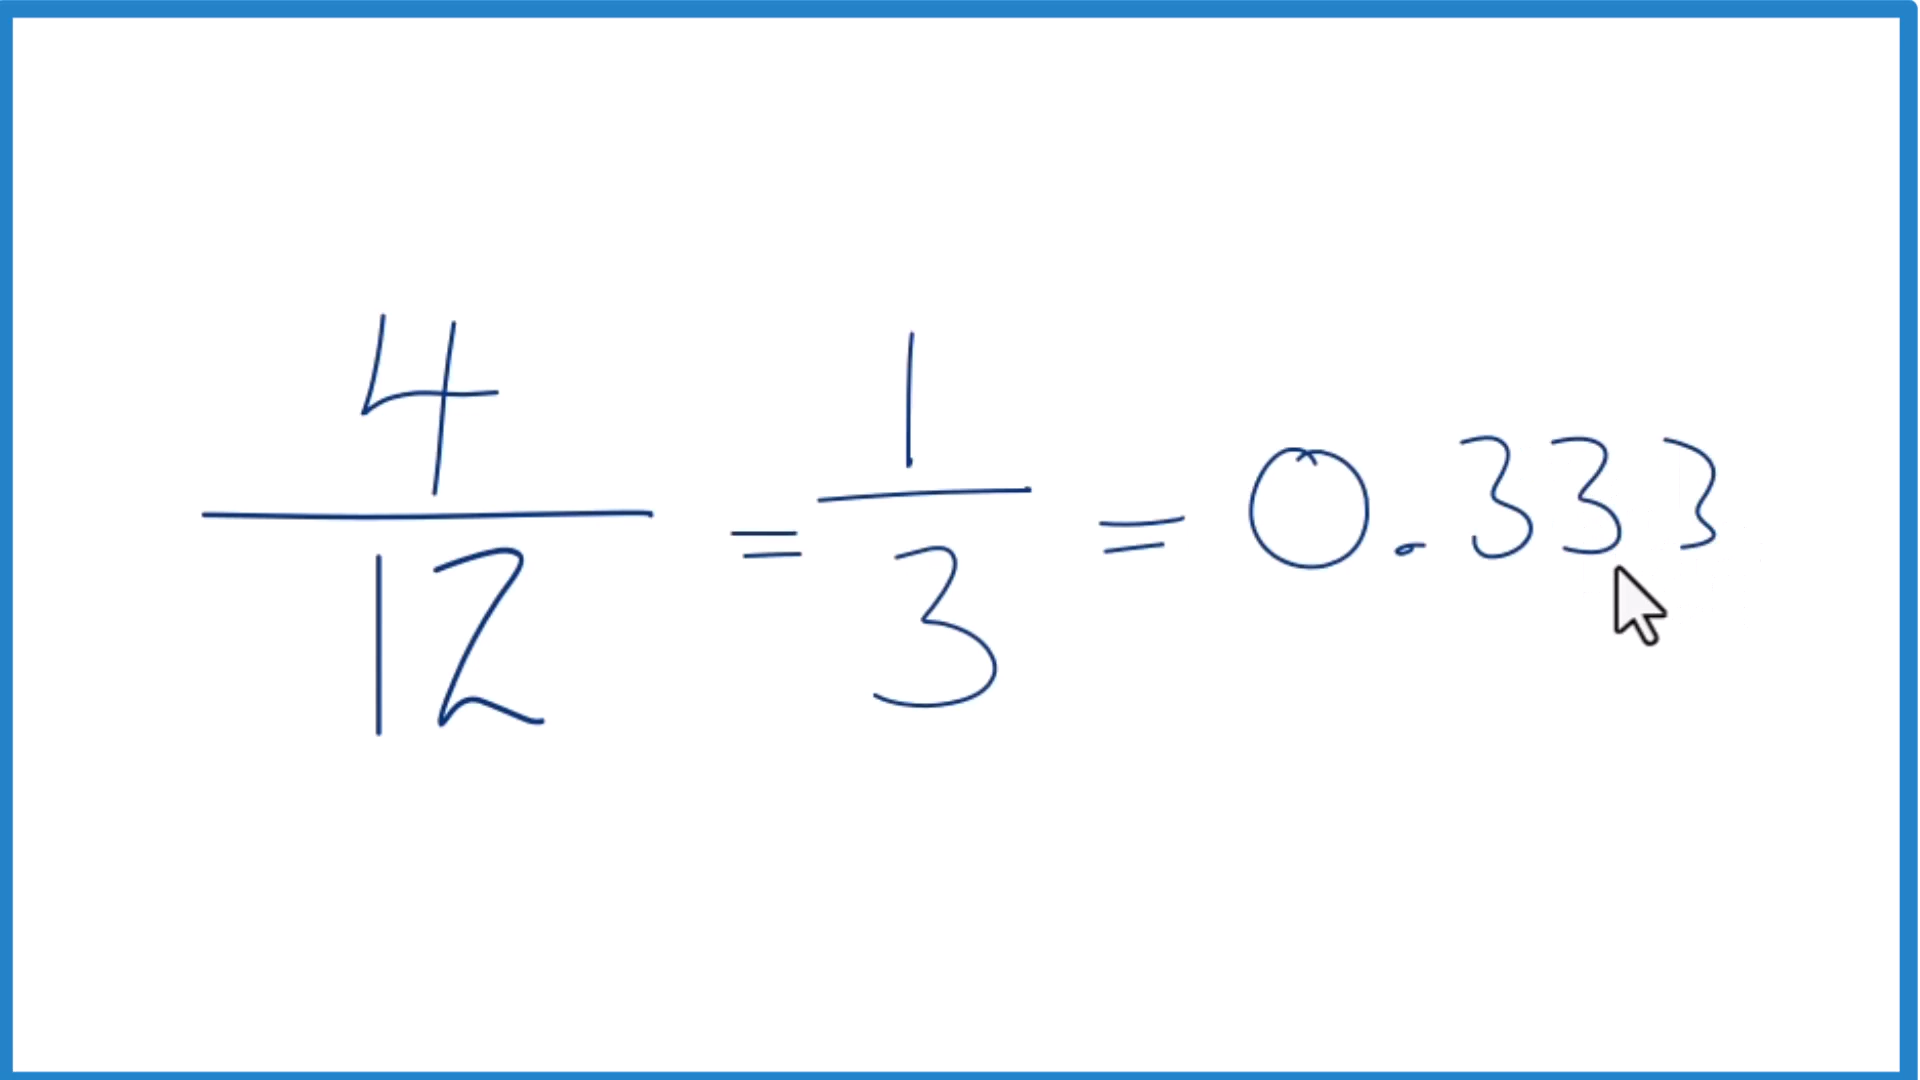 4/12 = 1/3 = 0.333